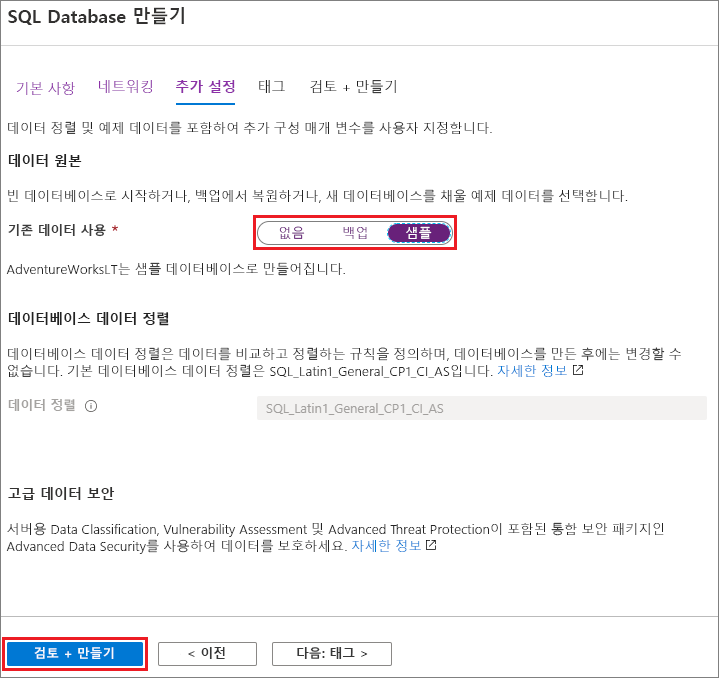 SQL Database 만들기
기본 사항 네트워킹 추가 설정 태그 검토 + 만들기
데이터 정렬 및 예제 데이터를 포함하여 추가 구성 매개 변수를 사용자 지정합니다.
데이터 원본
빈 데이터베이스로 시작하거나, 백업에서 복원하거나, 새 데이터베이스를 채울 예제 데이터를 선택합니다.
기존 데이터 사용 * 없음 백업 샘플
AdventureWorksLT는 샘플 데이터베이스로 만들어집니다.
데이터베이스 데이터 정렬
데이터베이스 데이터 정렬은 데이터를 비교하고 정렬하는 규칙을 정의하며, 데이터베이스를 만든 후에는 변경할 수
없습니다. 기본 데이터베이스 데이터 정렬은 SQL_Latin1_General_CP1_CI_AS입니다. 자세한 정보
데이터 정렬 SQL_Latin1_General_CP1_CI_AS
고급 데이터 보안
서버용 Data Classification, Vulnerability Assessment 및 Advanced Threat Protection이 포함된 통합 보안 패키지인
Advanced Data Security를 사용하여 데이터를 보호하세요. 자세한 정보
검토 + 만들기 < 이전 다음: 태그 >